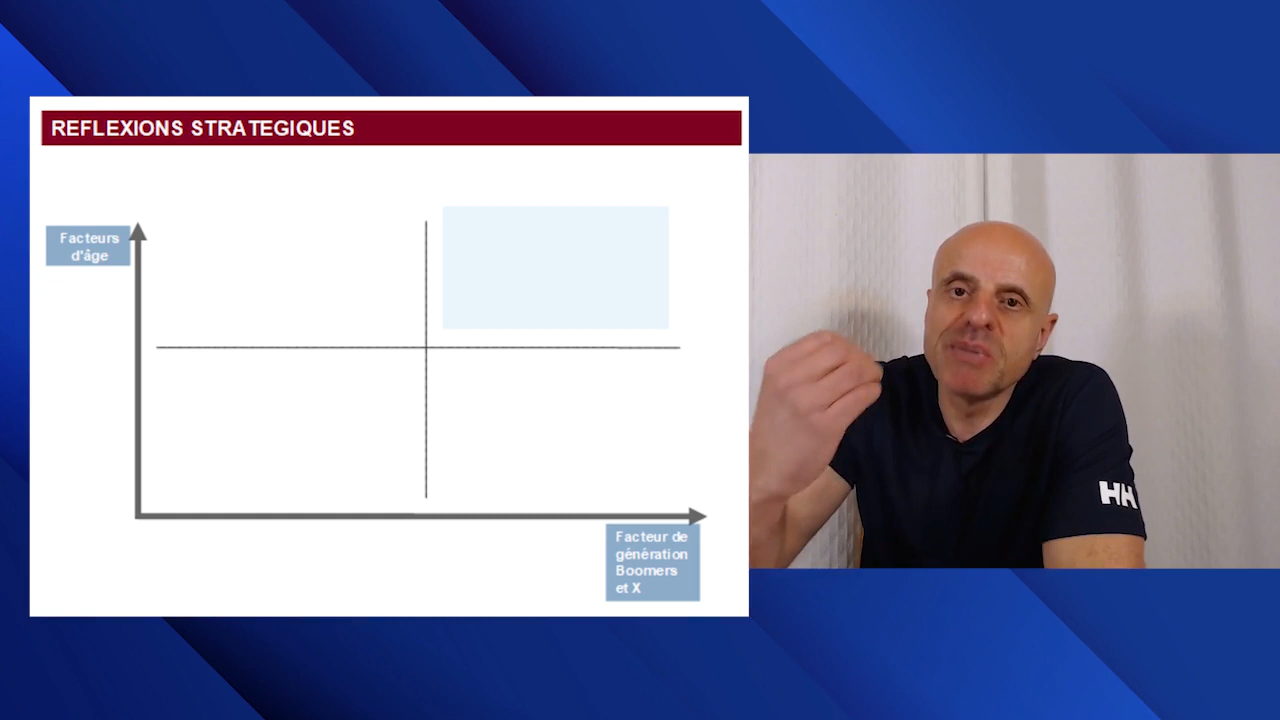 REFLEXIONS STRATEGIQUES
Facteurs
d'âge
Facteur de
génération
Boomers
et X
HH